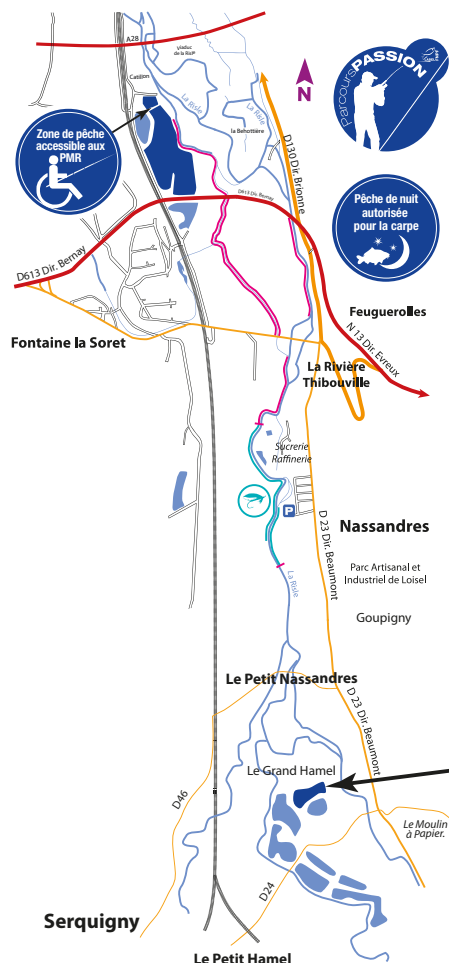 A28
viaduc
de la Risle
Catillon
La Risle
La Risle
la Behottière
N
D130 Dir. Brionne
Parcours PASSION
Zone de pêche
accessible aux
PMR
D613 Dir. Bernay
Pêche de nuit
autorisée
pour la carpe
D613 Dir. Bernay
Feuguerolles
N 13 Dir. Evreux
Fontaine la Soret
La Rivière
Thibouville
Sucrerie
Raffinerie
P
Nassandres
D 23 Dir. Beaumont
Parc Artisanal et
Industriel de Loisel
La Risle
Goupigny
Le Petit Nassandres
D 23 Dir. Beaumont
Le Grand Hamel
D46
Le Moulin
à Papier.
D24
Serquigny
Le Petit Hamel